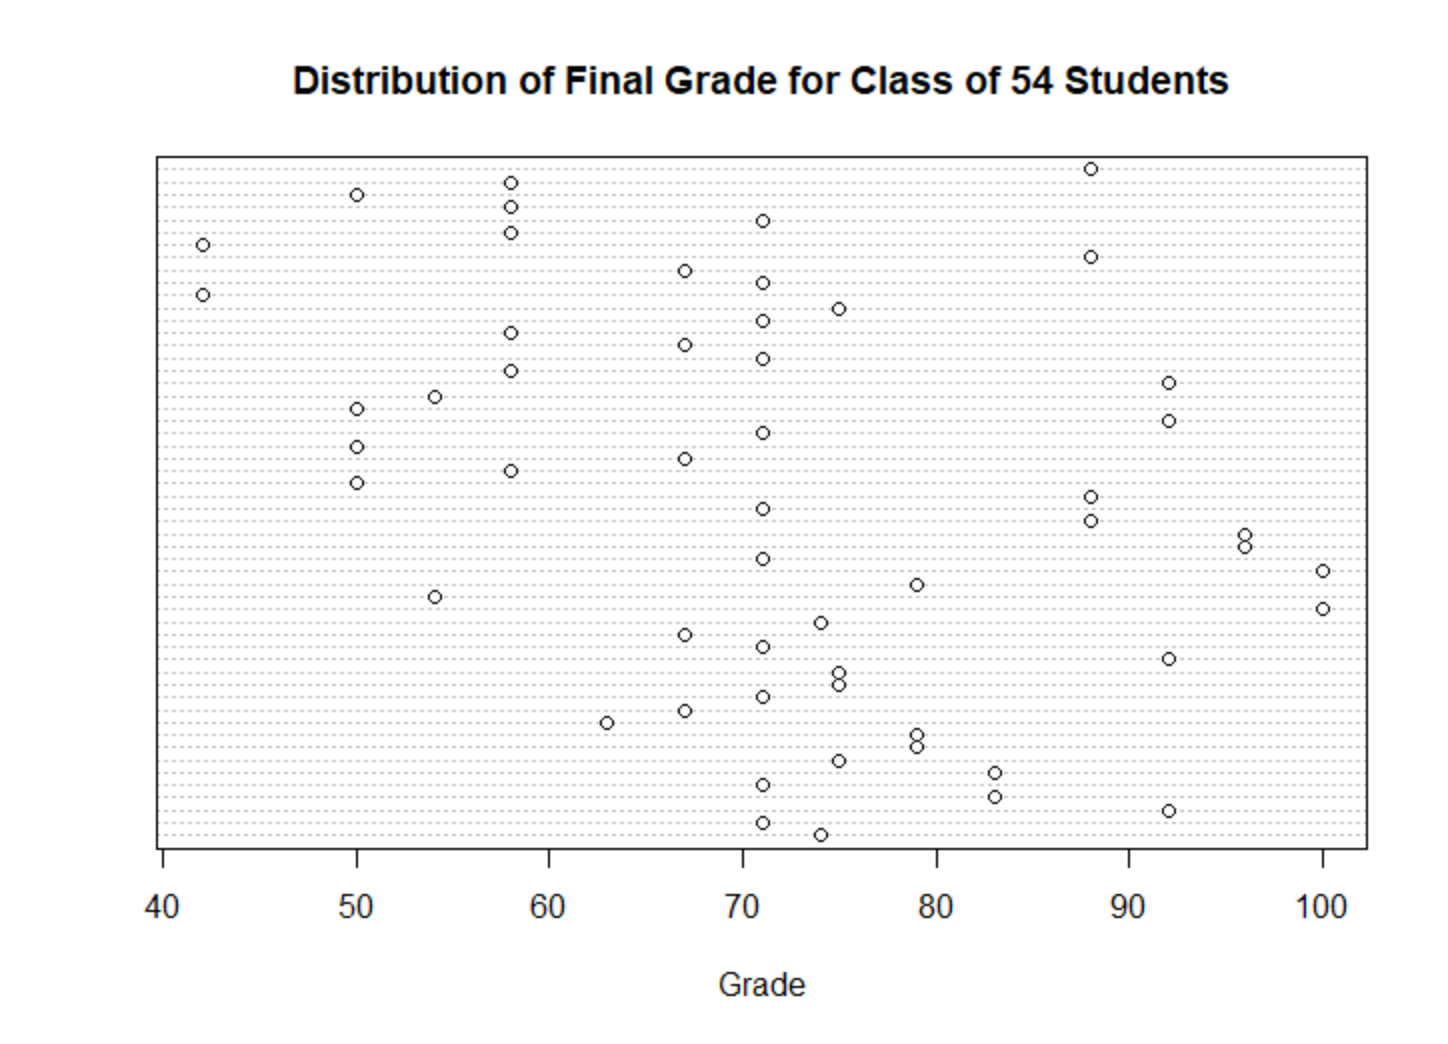 Distribution of Final Grade for Class of 54 Students
40 50 60 70 80 90 100
Grade